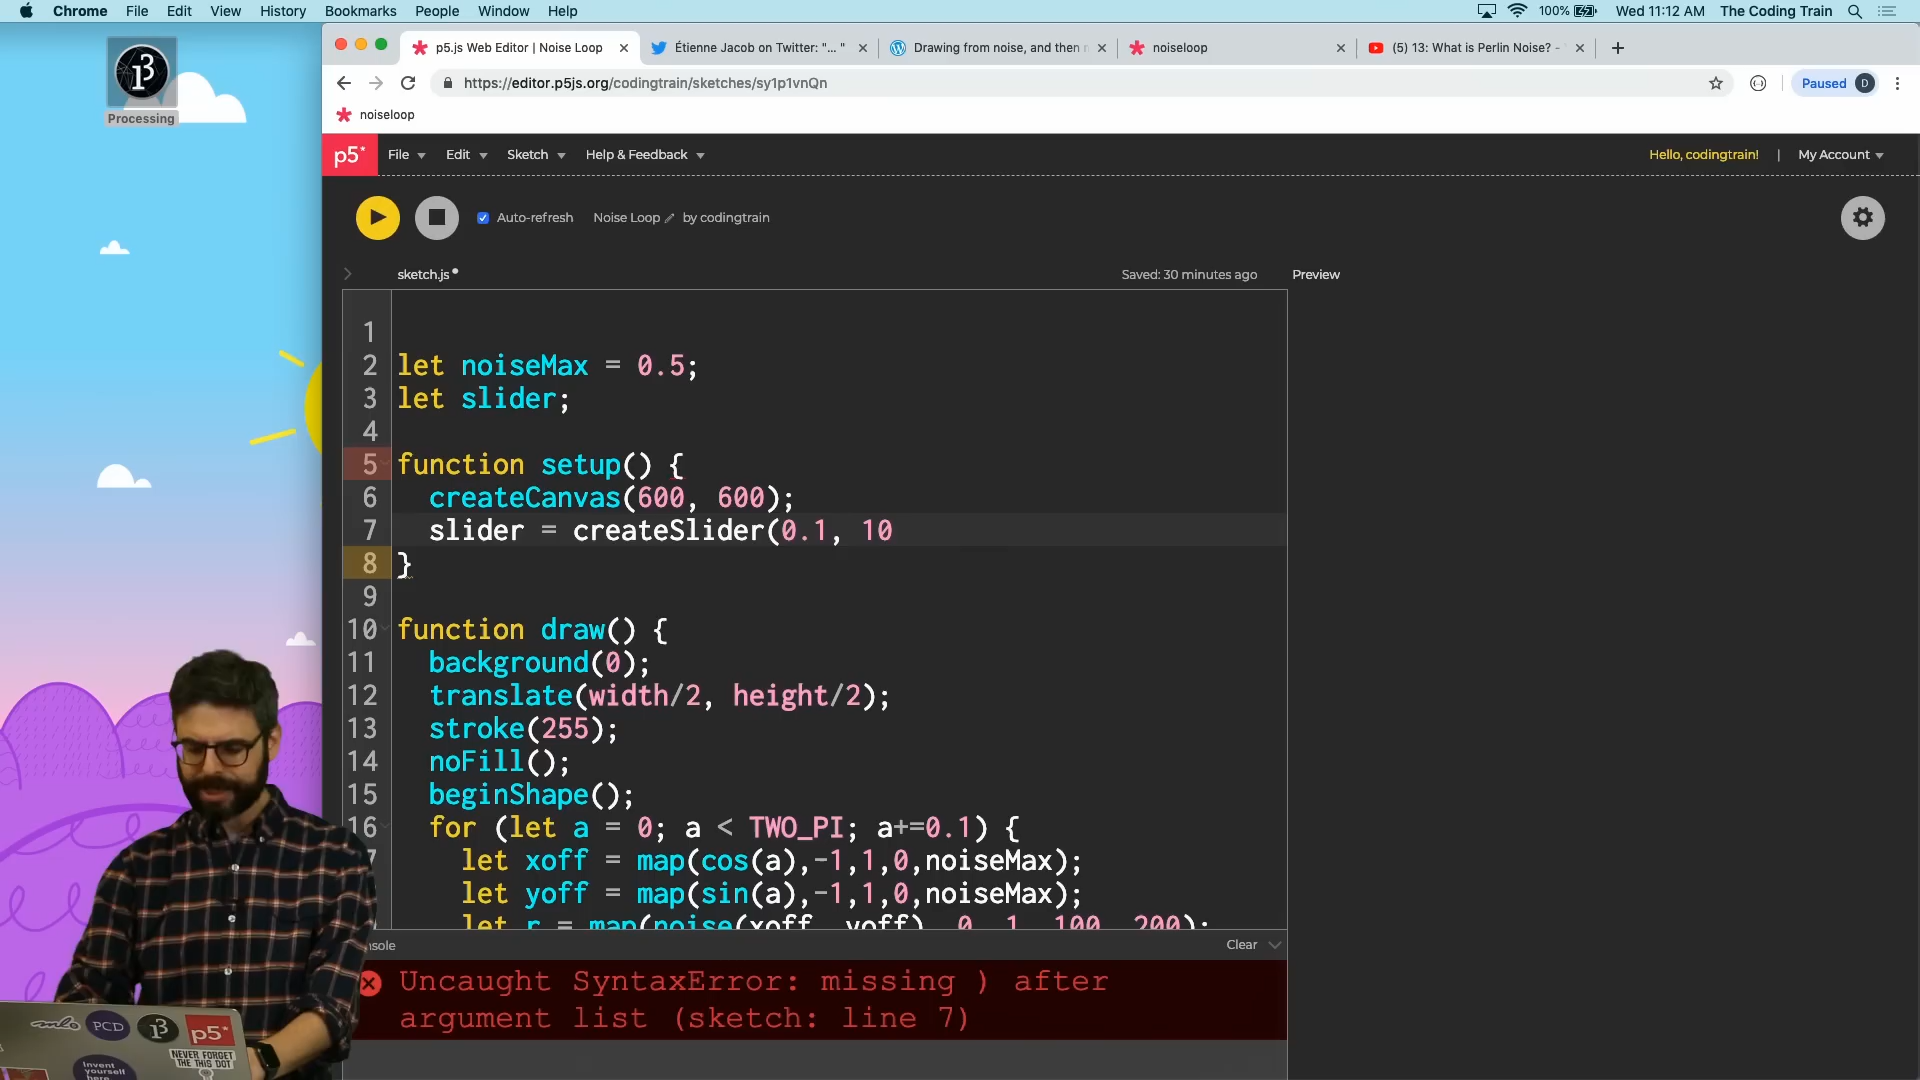 Chrome File Edit View History Bookmarks People Window Help 100% Wed 11:12 AM The Coding Train
13
Processing
p5.js Web Editor | Noise Loop
Étienne Jacob on Twitter: "... "
Drawing from noise, and then
noiseloop
(5) 13: What is Perlin Noise? -
https://editor.p5js.org/codingtrain/sketches/sy1p1vnQn
Paused D
noiseloop
p5* File Edit Sketch Help & Feedback Hello, codingtrain! | My Account
Auto-refresh Noise Loop by codingtrain
sketch.js Saved: 30 minutes ago Preview
1
2 let noiseMax = 0.5;
3 let slider;
4
5 function setup() {
6 createCanvas(600, 600);
7 slider = createSlider(0.1, 10
8 }
9
10 function draw() {
11 background(0);
12 translate(width/2, height/2);
13 stroke(255);
14 noFill();
15 beginShape();
16 for (let a = 0; a < TWO_PI; a+=0.1) {
7 let xoff = map(cos(a),-1,1,0,noiseMax);
let yoff = map(sin(a),-1,1,0,noiseMax);
let r = map(noise(xoff, yoff), 0, 1, 100, 200);
nsole Clear
Uncaught SyntaxError: missing ) after
argument list (sketch: line 7)
PCD
13
p5*
NEVER FORGET
THE THIS DOT
Invent
yourself
here